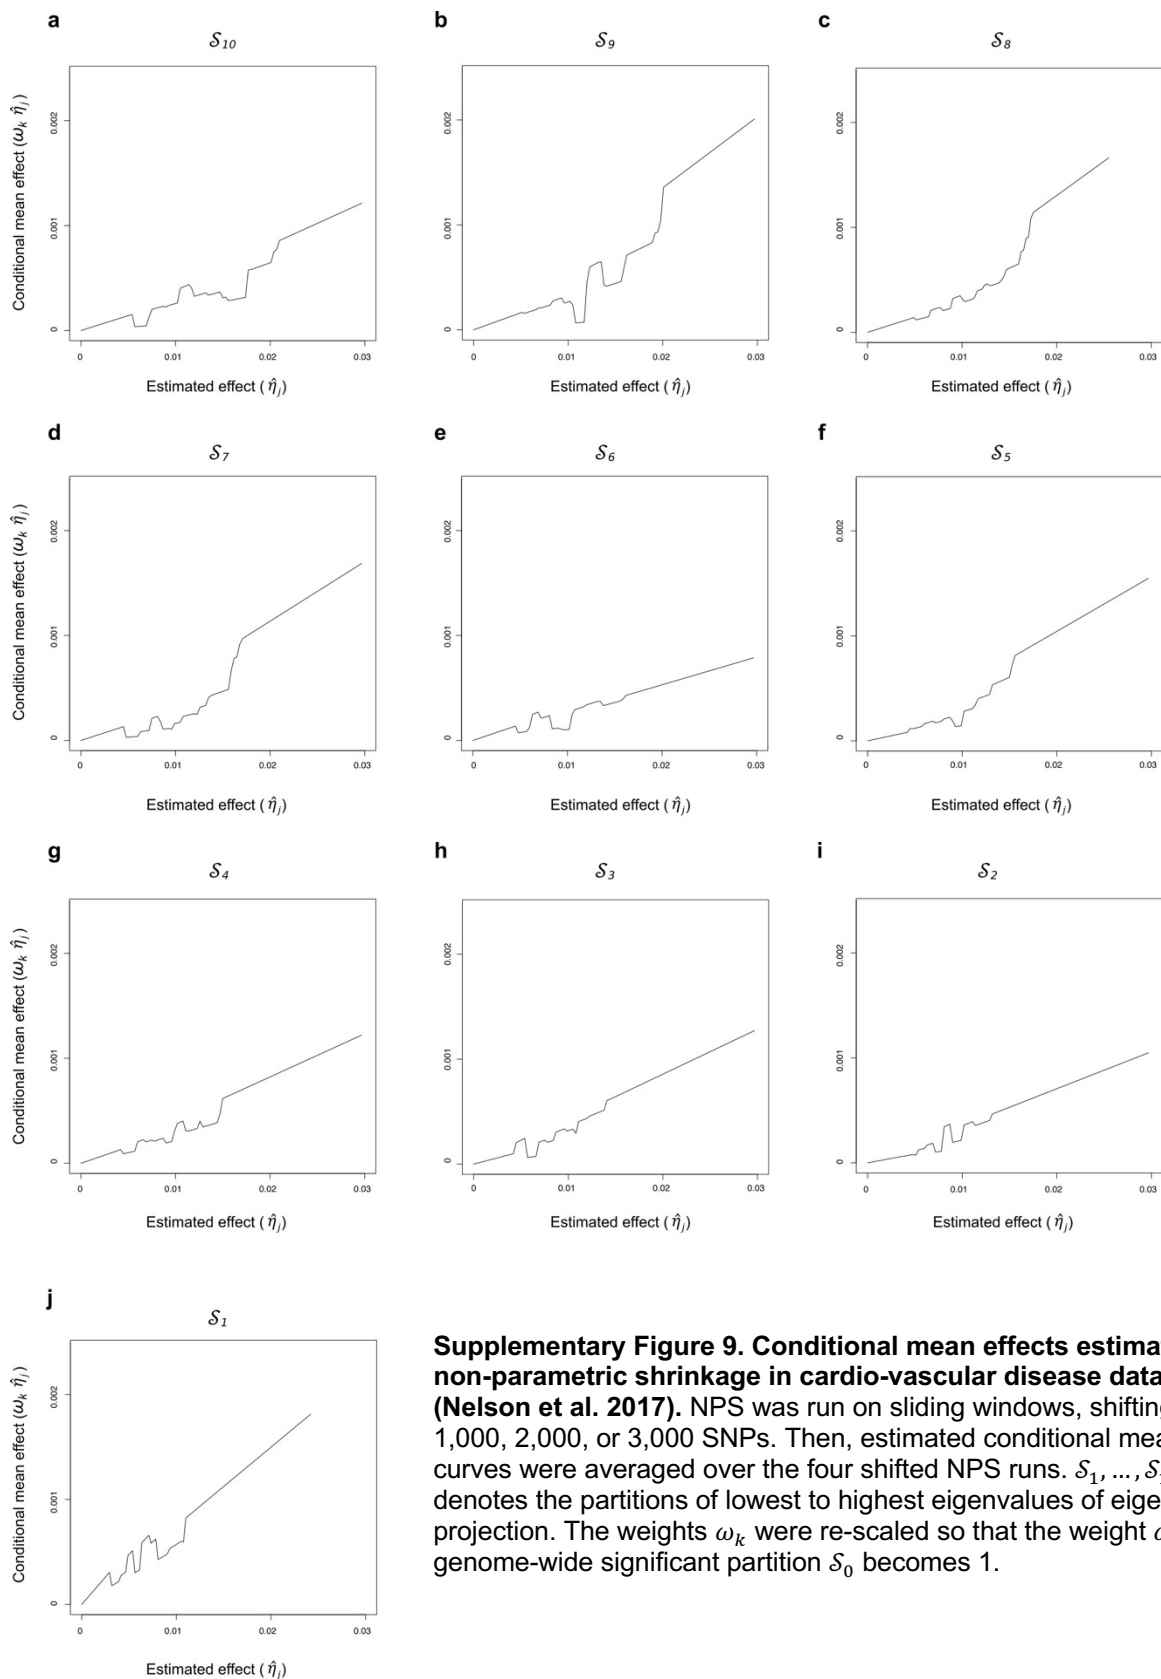 a
S10
Conditional mean effect (ωk η̂j)
0.002
0.001
0
0 0.01 0.02 0.03
Estimated effect ( η̂j)
b
S9
0.002
0.001
0
0 0.01 0.02 0.03
Estimated effect ( η̂j)
c
S8
0.002
0.001
0
0 0.01 0.02 0.03
Estimated effect ( η̂j)
d
S7
Conditional mean effect (ωk η̂j)
0.002
0.001
0
0 0.01 0.02 0.03
Estimated effect ( η̂j)
e
S6
0.002
0.001
0
0 0.01 0.02 0.03
Estimated effect ( η̂j)
f
S5
0.002
0.001
0
0 0.01 0.02 0.03
Estimated effect ( η̂j)
g
S4
Conditional mean effect (ωk η̂j)
0.002
0.001
0
0 0.01 0.02 0.03
Estimated effect ( η̂j)
h
S3
0.002
0.001
0
0 0.01 0.02 0.03
Estimated effect ( η̂j)
i
S2
0.002
0.001
0
0 0.01 0.02 0.03
Estimated effect ( η̂j)
j
S1
Conditional mean effect (ωk η̂j)
0.002
0.001
0
0 0.01 0.02 0.03
Estimated effect ( η̂j)
Supplementary Figure 9. Conditional mean effects estima
non-parametric shrinkage in cardio-vascular disease data
(Nelson et al. 2017). NPS was run on sliding windows, shifting
1,000, 2,000, or 3,000 SNPs. Then, estimated conditional mea
curves were averaged over the four shifted NPS runs. S1, ... ,
denotes the partitions of lowest to highest eigenvalues of eige
projection. The weights ωk were re-scaled so that the weight
genome-wide significant partition S0 becomes 1.